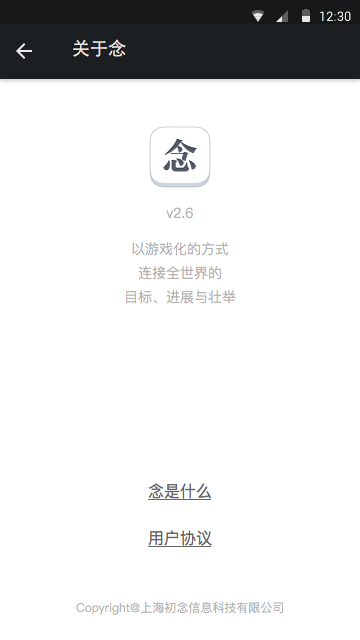 12:30
关于念
念
v2.6
以游戏化的方式
连接全世界的
目标、进展与壮举
念是什么
用户协议
Copyright@上海初念信息科技有限公司